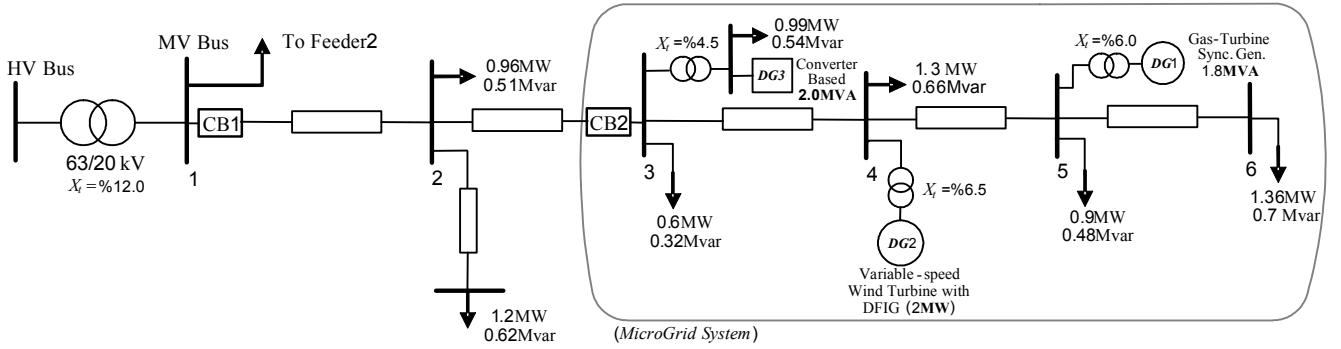 HV Bus
63/20 kV
Xt =%12.0
MV Bus
To Feeder2
CB1
1
0.96MW
0.51Mvar
2
1.2MW
0.62Mvar
CB2
3
0.6MW
0.32Mvar
Xt =%4.5
0.99MW
0.54Mvar
DG3
Converter
Based
2.0MVA
1.3 MW
0.66Mvar
4
Xt =%6.5
DG2
Variable-speed
Wind Turbine with
DFIG (2MW)
Xt =%6.0
DG1
Gas-Turbine
Sync. Gen.
1.8MVA
5
0.9MW
0.48Mvar
6
1.36MW
0.7 Mvar
(MicroGrid System)